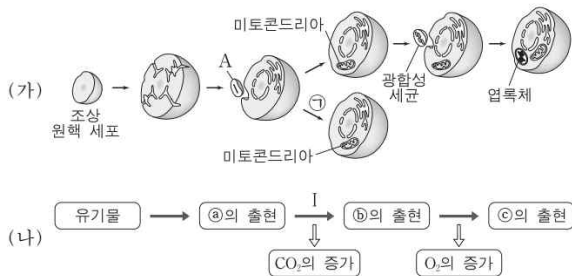 (가)
조상
원핵 세포
A
미토콘드리아
㉠
미토콘드리아
광합성
세균
엽록체
(나)
유기물
ⓐ의 출현
I
ⓑ의 출현
ⓒ의 출현
CO₂의 증가
O₂의 증가